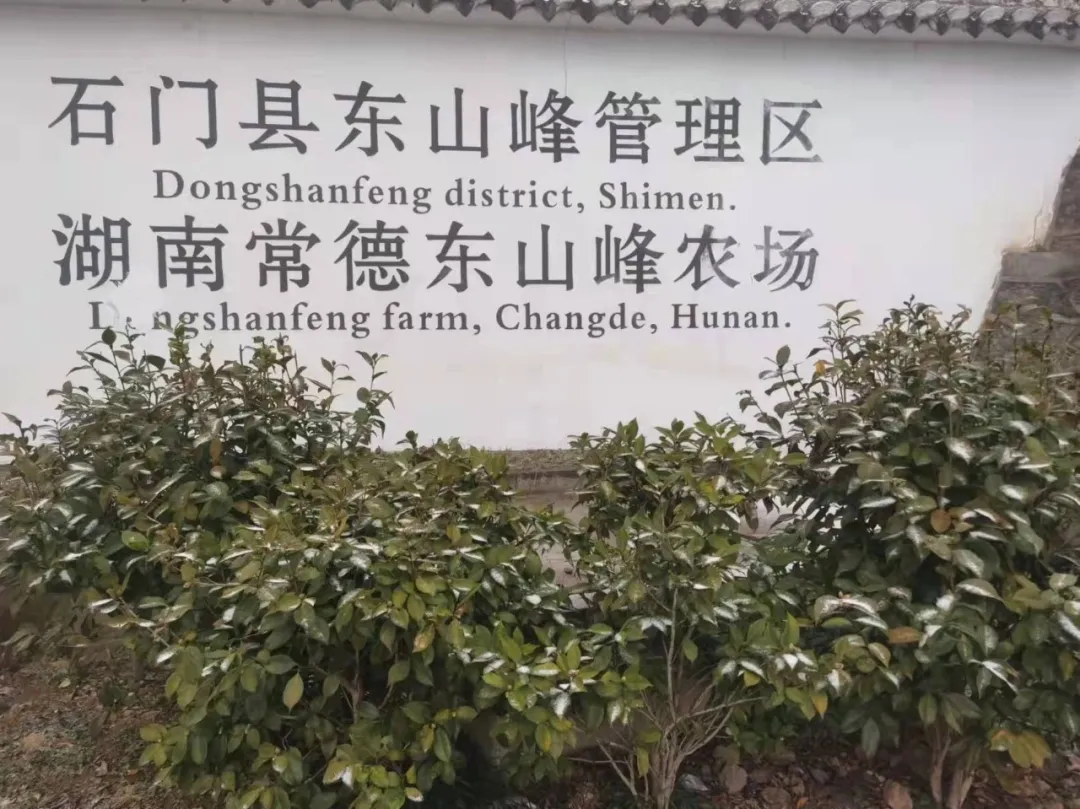 石门县东山峰管理区
Dongshanfeng district, Shimen.
湖南常德东山峰农场
farm, Changde, Hunan.